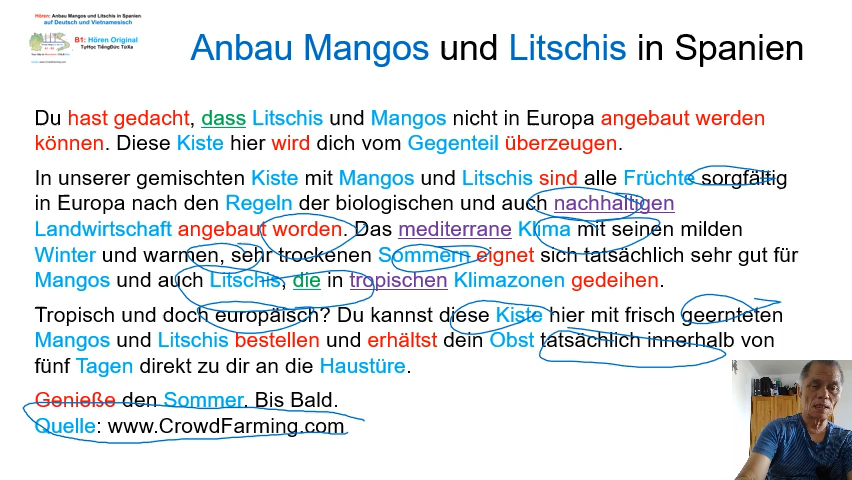 Hören: Anbau Mangos und Litschis in Spanien
auf Deutsch und Vietnamesisch
B1: Hören Original
TựHọc TiếngĐức TừXa
Anbau Mangos und Litschis in Spanien
Du hast gedacht, dass Litschis und Mangos nicht in Europa angebaut werden
können. Diese Kiste hier wird dich vom Gegenteil überzeugen.
In unserer gemischten Kiste mit Mangos und Litschis sind alle Früchte sorgfältig
in Europa nach den Regeln der biologischen und auch nachhaltigen
Landwirtschaft angebaut worden. Das mediterrane Klima mit seinen milden
Winter und warmen, sehr trockenen Sommern eignet sich tatsächlich sehr gut für
Mangos und auch Litschis, die in tropischen Klimazonen gedeihen.
Tropisch und doch europäisch? Du kannst diese Kiste hier mit frisch geernteten
Mangos und Litschis bestellen und erhältst dein Obst tatsächlich innerhalb von
fünf Tagen direkt zu dir an die Haustüre.
Genieße den Sommer. Bis Bald.
Quelle: www.CrowdFarming.com